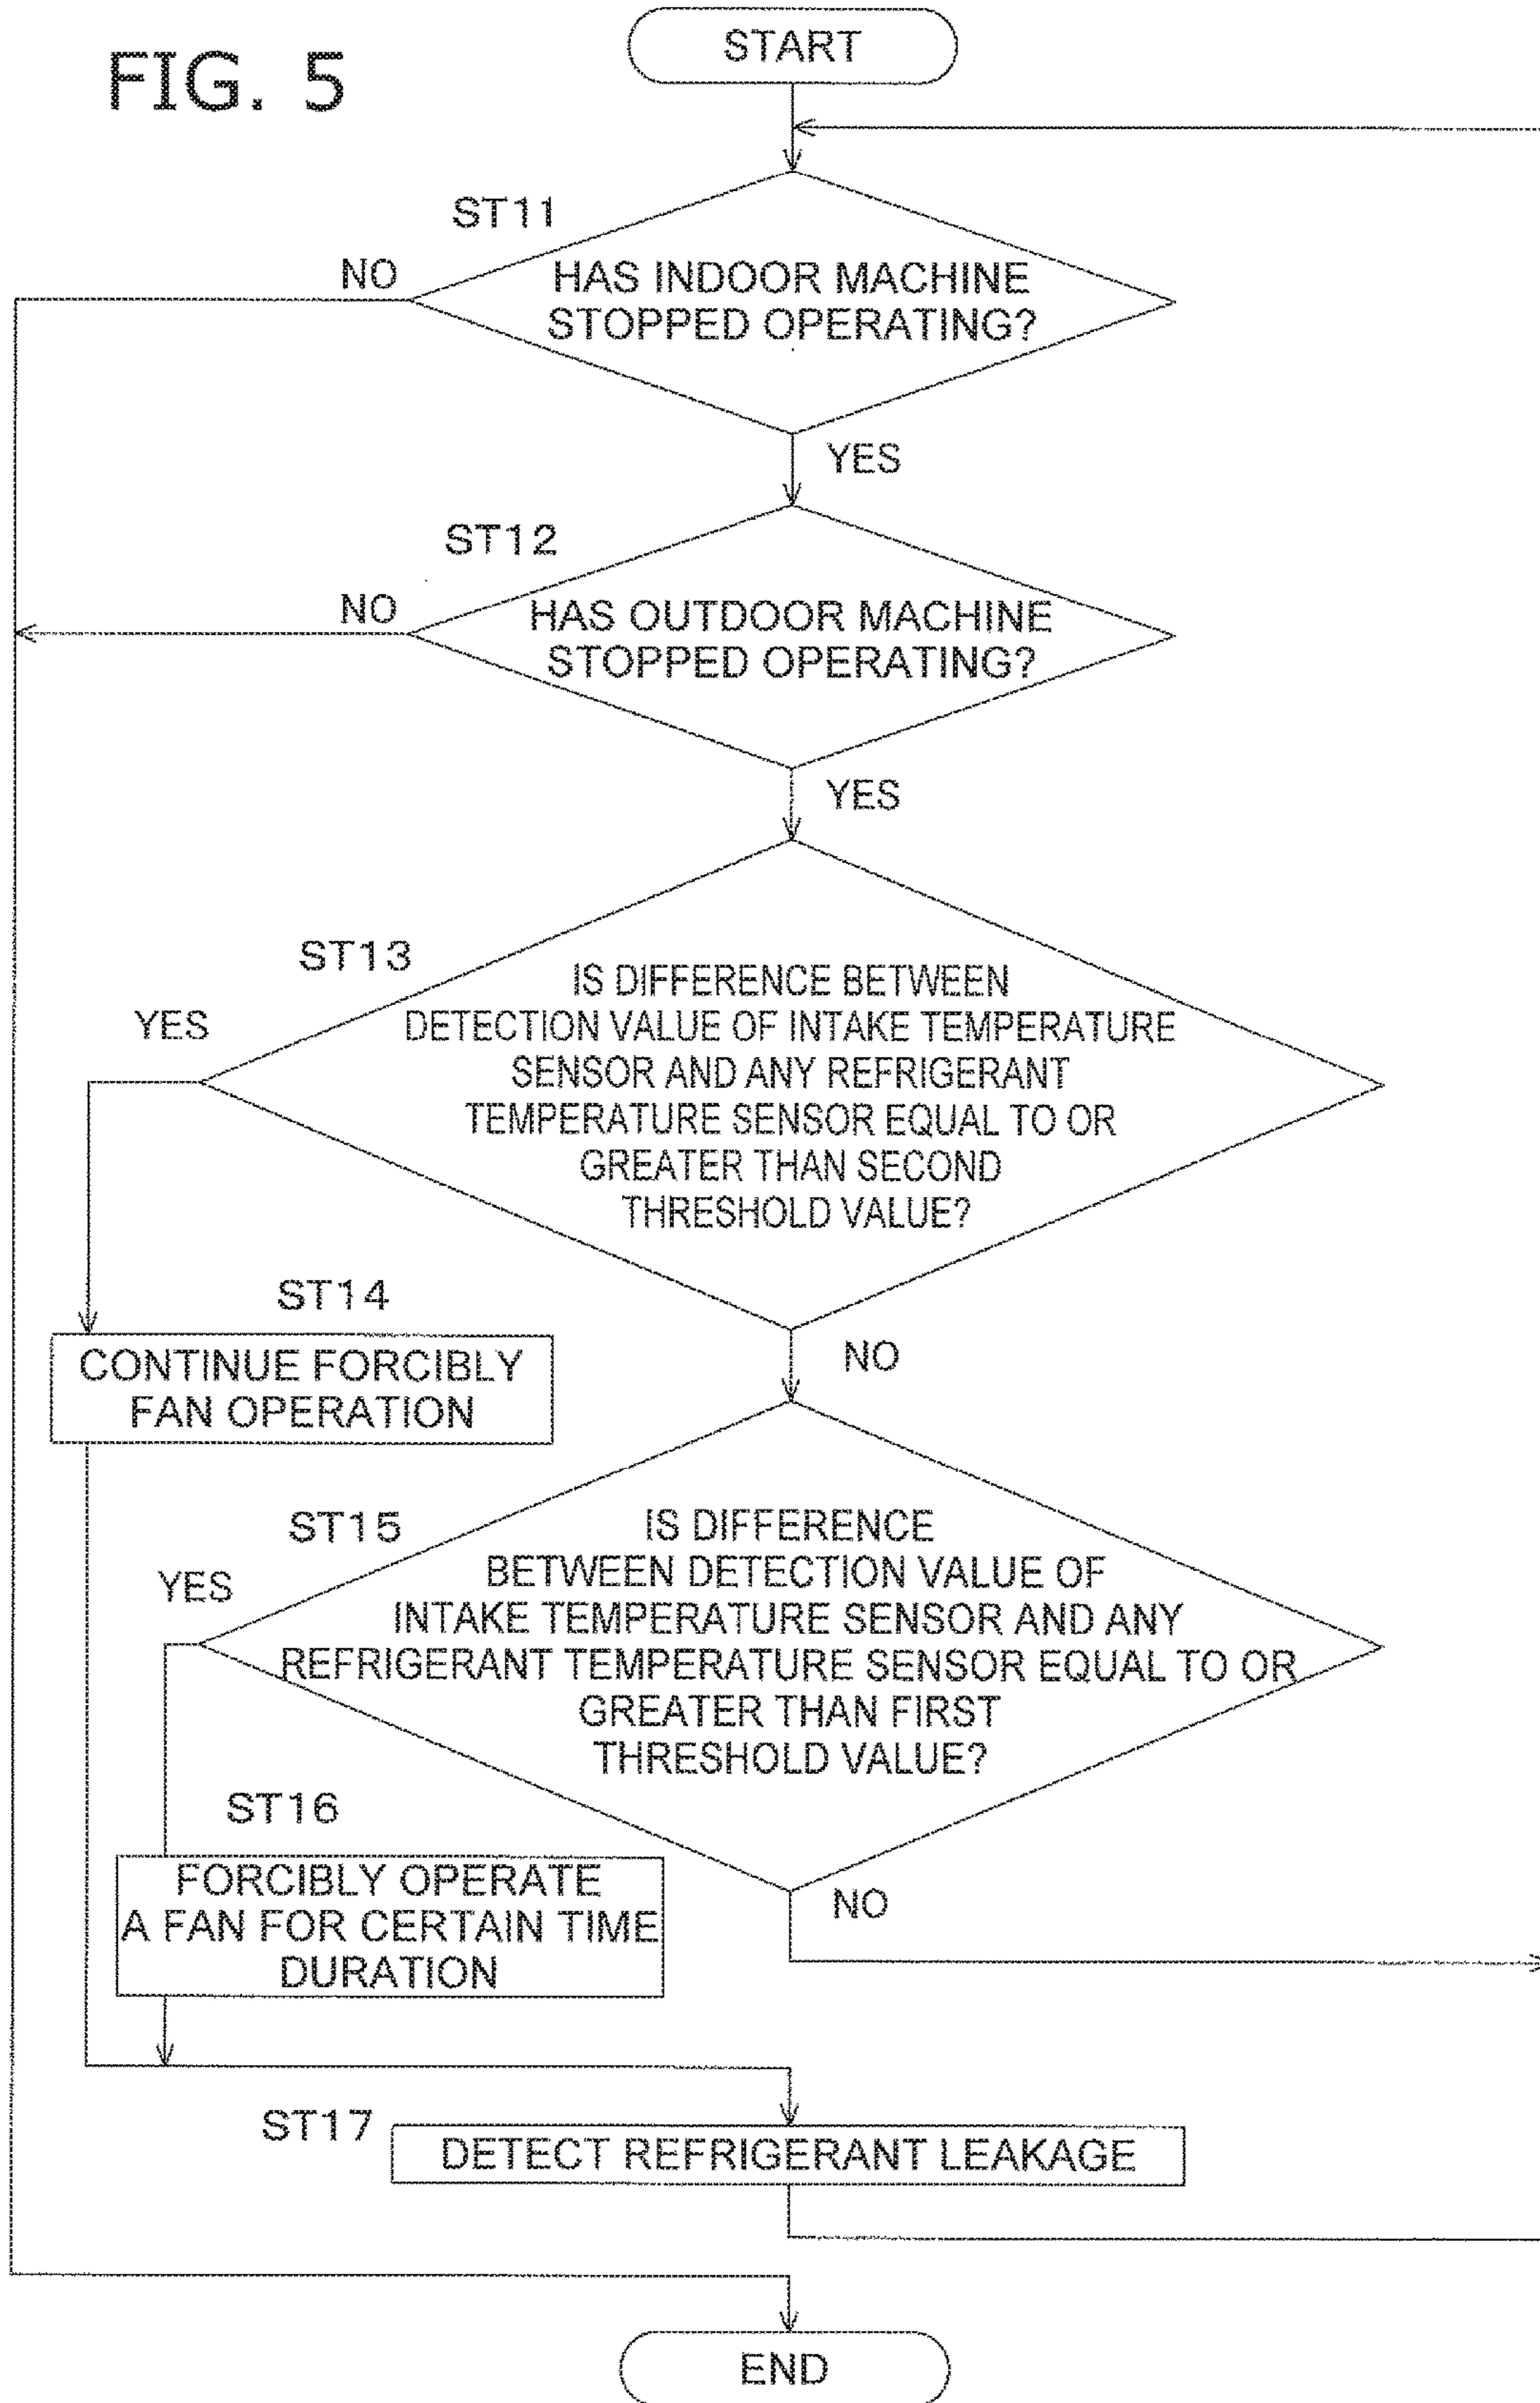 FIG. 5
START
ST11
NO
HAS INDOOR MACHINE
STOPPED OPERATING?
YES
ST12
NO
HAS OUTDOOR MACHINE
STOPPED OPERATING?
YES
ST13
YES
IS DIFFERENCE BETWEEN
DETECTION VALUE OF INTAKE TEMPERATURE
SENSOR AND ANY REFRIGERANT
TEMPERATURE SENSOR EQUAL TO OR
GREATER THAN SECOND
THRESHOLD VALUE?
ST14
CONTINUE FORCIBLY
FAN OPERATION
NO
ST15
YES
IS DIFFERENCE
BETWEEN DETECTION VALUE OF
INTAKE TEMPERATURE SENSOR AND ANY
REFRIGERANT TEMPERATURE SENSOR EQUAL TO OR
GREATER THAN FIRST
THRESHOLD VALUE?
ST16
FORCIBLY OPERATE
A FAN FOR CERTAIN TIME
DURATION
NO
ST17
DETECT REFRIGERANT LEAKAGE
END